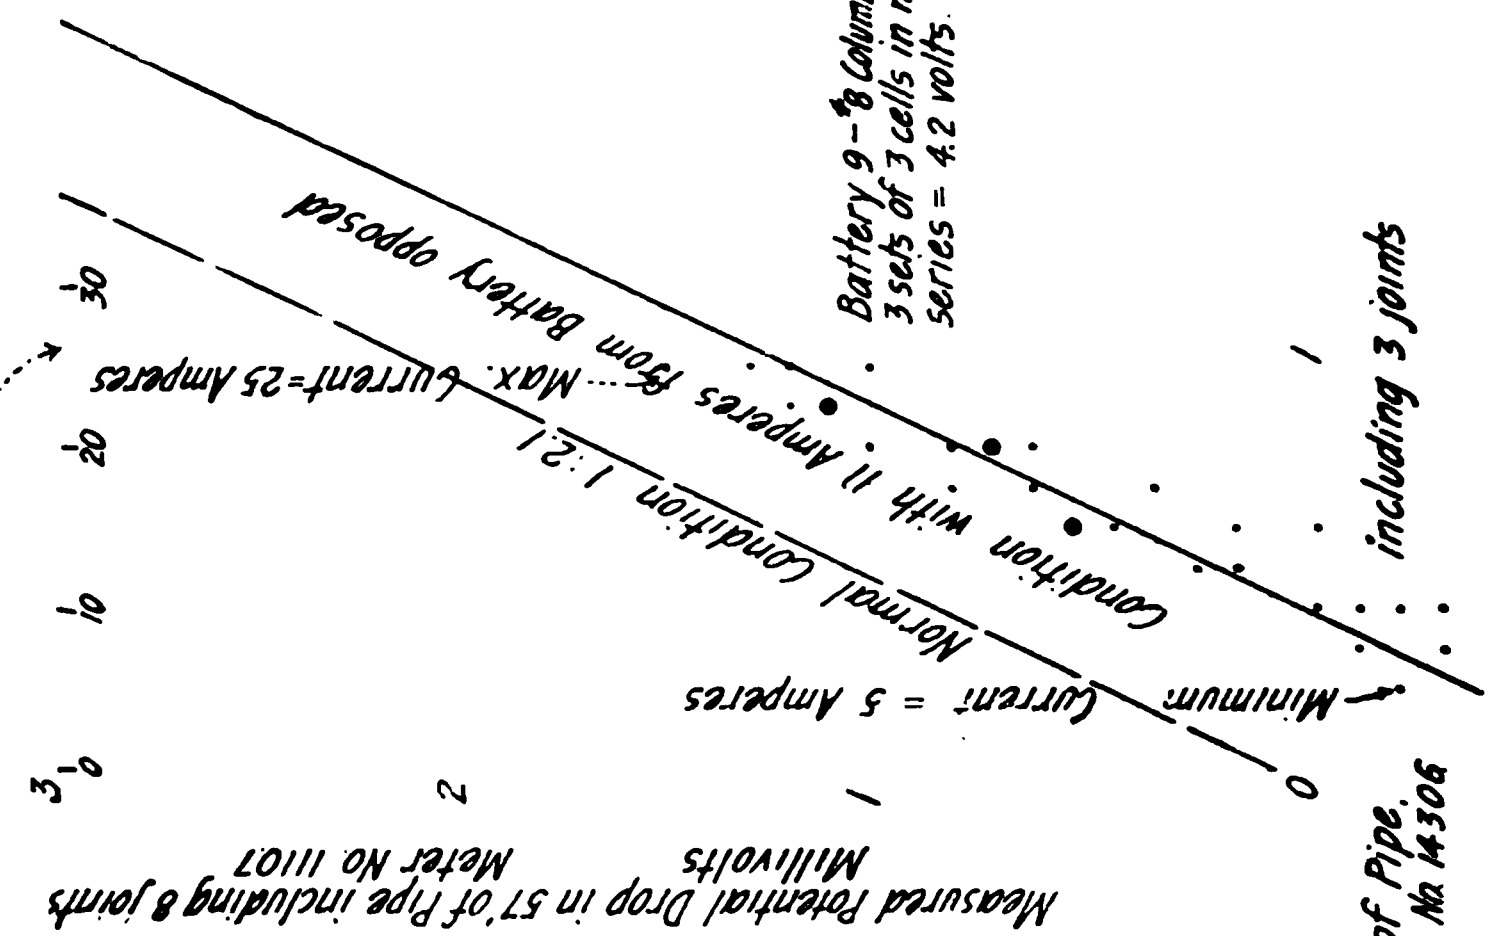 Measured Potential Drop in 57' of Pipe including 8 joints
Millivolts Meter No. 11107
0 1 2 3
0 10 20 30
Minimum Current = 5 Amperes
Normal Condition 1:2.1
Condition with 11 Amperes from Battery opposed
Max. Current = 25 Amperes
Battery 9-#8 Colum
3 sets of 3 cells in
series = 4.2 volts.
of Pipe. including 3 joints
No. 14306 1